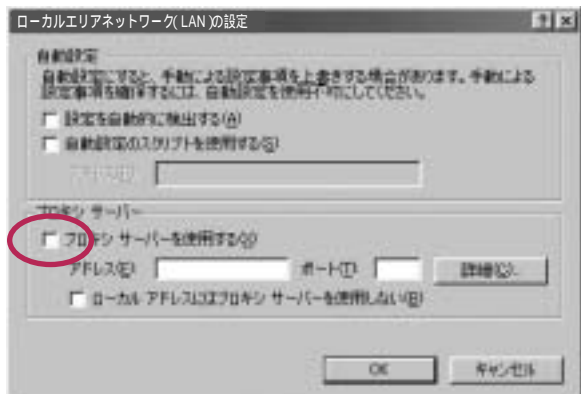 ローカルエリアネットワーク(LAN)の設定
自動設定
自動設定にすると、手動による設定事項を上書きする場合があります。手動による
設定事項を確保するには、自動設定を使用不可にしてください。
設定を自動的に検出する(A)
自動設定のスクリプトを使用する(S)
アドレス(R)
プロキシ サーバー
プロキシ サーバーを使用する(X)
アドレス(E) ポート(T) 詳細(C)...
ローカル アドレスにはプロキシ サーバーを使用しない(B)
OK キャンセル